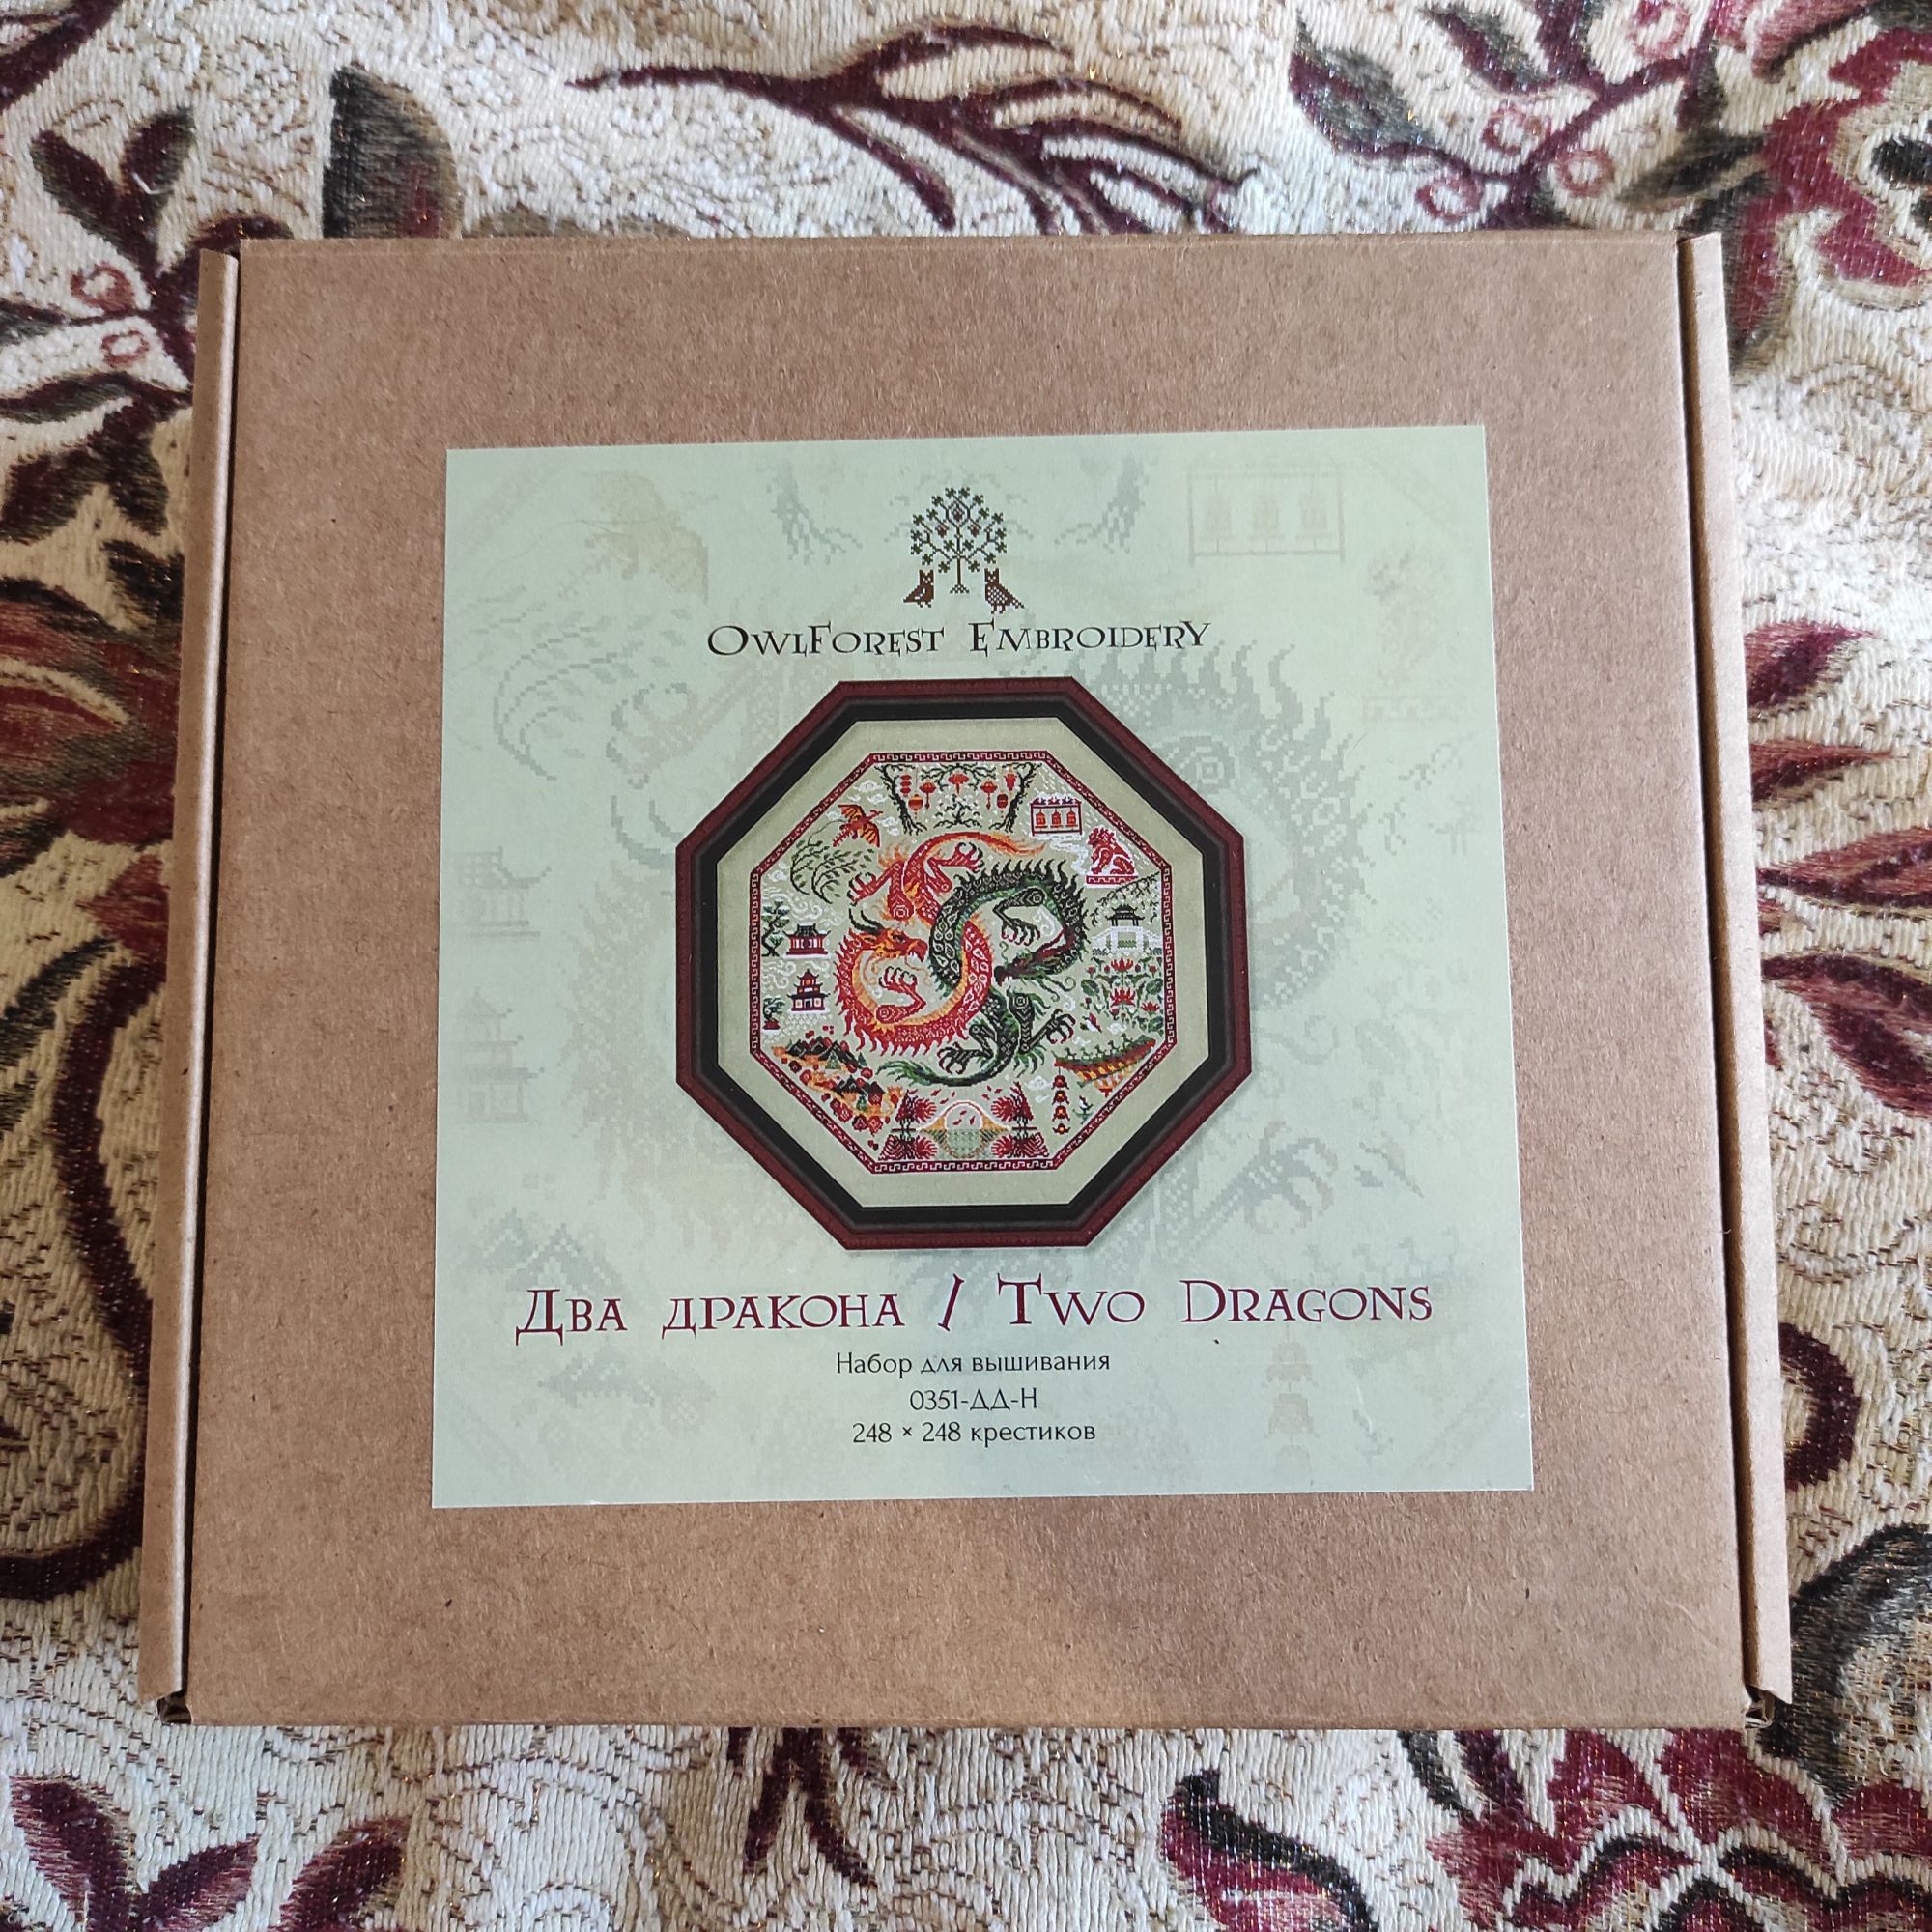 OwlForest Embroidery
Два дракона / Two Dragons
Набор для вышивания
0351-ДД-Н
248 × 248 крестиков